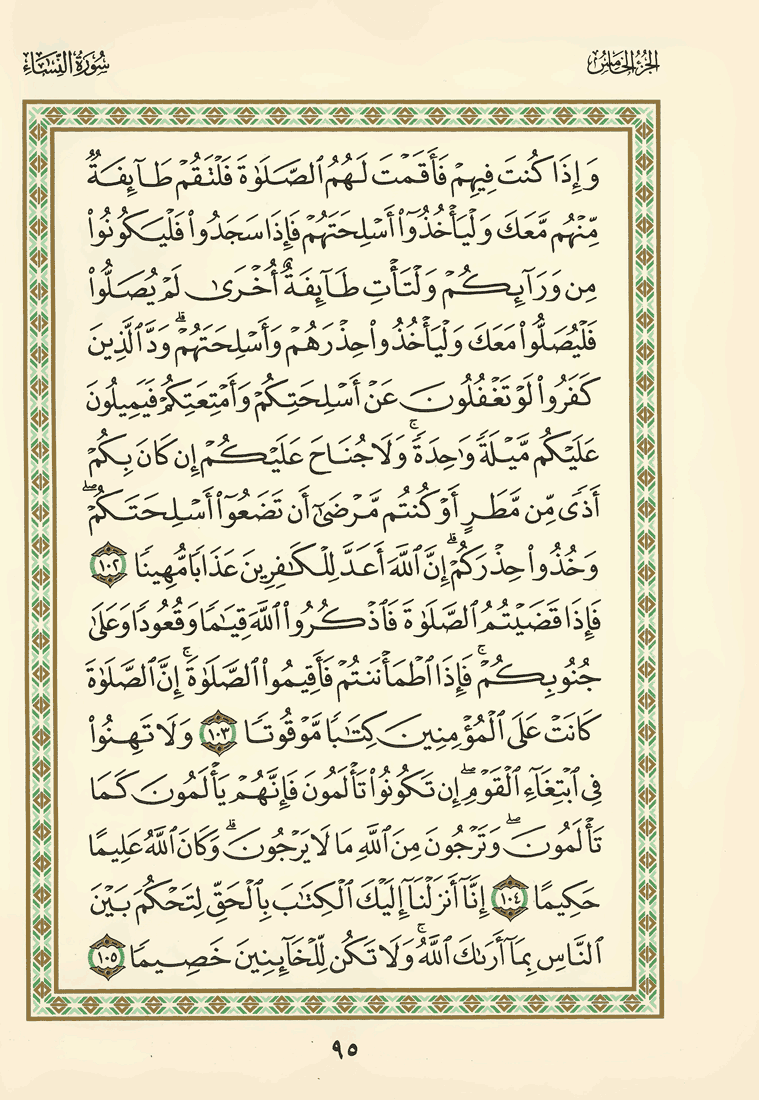 الجزء الخامس
سورة النساء
وَإِذَا كُنتَ فِيهِمْ فَأَقَمْتَ لَهُمُ ٱلصَّلَوٰةَ فَلْتَقُمْ طَآئِفَةٌ
مِّنْهُم مَّعَكَ وَلْيَأْخُذُوٓا۟ أَسْلِحَتَهُمْ فَإِذَا سَجَدُوا۟ فَلْيَكُونُوا۟
مِن وَرَآئِكُمْ وَلْتَأْتِ طَآئِفَةٌ أُخْرَىٰ لَمْ يُصَلُّوا۟
فَلْيُصَلُّوا۟ مَعَكَ وَلْيَأْخُذُوا۟ حِذْرَهُمْ وَأَسْلِحَتَهُمْ ۗ وَدَّ ٱلَّذِينَ
كَفَرُوا۟ لَوْ تَغْفُلُونَ عَنْ أَسْلِحَتِكُمْ وَأَمْتِعَتِكُمْ فَيَمِيلُونَ
عَلَيْكُم مَّيْلَةً وَٰحِدَةً ۚ وَلَا جُنَاحَ عَلَيْكُمْ إِن كَانَ بِكُمْ
أَذًى مِّن مَّطَرٍ أَوْ كُنتُم مَّرْضَىٰٓ أَن تَضَعُوٓا۟ أَسْلِحَتَكُمْ ۖ
وَخُذُوا۟ حِذْرَكُمْ ۗ إِنَّ ٱللَّهَ أَعَدَّ لِلْكَٰفِرِينَ عَذَابًا مُّهِينًا ١٠٢
فَإِذَا قَضَيْتُمُ ٱلصَّلَوٰةَ فَٱذْكُرُوا۟ ٱللَّهَ قِيَٰمًا وَقُعُودًا وَعَلَىٰ
جُنُوبِكُمْ ۚ فَإِذَا ٱطْمَأْنَنتُمْ فَأَقِيمُوا۟ ٱلصَّلَوٰةَ ۚ إِنَّ ٱلصَّلَوٰةَ
كَانَتْ عَلَى ٱلْمُؤْمِنِينَ كِتَٰبًا مَّوْقُوتًا ١٠٣ وَلَا تَهِنُوا۟
فِى ٱبْتِغَآءِ ٱلْقَوْمِ ۖ إِن تَكُونُوا۟ تَأْلَمُونَ فَإِنَّهُمْ يَأْلَمُونَ كَمَا
تَأْلَمُونَ ۖ وَتَرْجُونَ مِنَ ٱللَّهِ مَا لَا يَرْجُونَ ۗ وَكَانَ ٱللَّهُ عَلِيمًا
حَكِيمًا ١٠٤ إِنَّآ أَنزَلْنَآ إِلَيْكَ ٱلْكِتَٰبَ بِٱلْحَقِّ لِتَحْكُمَ بَيْنَ
ٱلنَّاسِ بِمَآ أَرَىٰكَ ٱللَّهُ ۚ وَلَا تَكُن لِّلْخَآئِنِينَ خَصِيمًا ١٠٥
٩٥